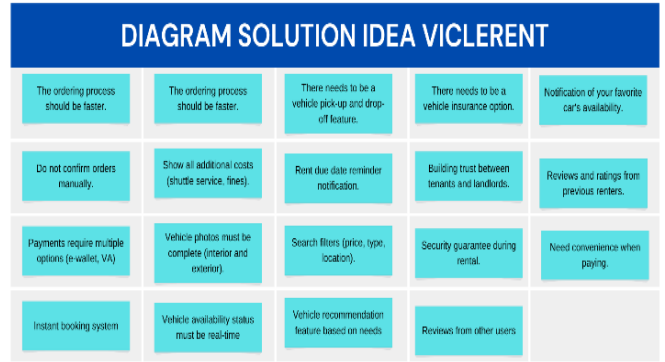 DIAGRAM SOLUTION IDEA VICLERENT
The ordering process
should be faster.
The ordering process
should be faster.
There needs to be a
vehicle pick-up and drop-
off feature.
There needs to be a
vehicle insurance option.
Notification of your favorite
car's availability.
Do not confirm orders
manually.
Show all additional costs
(shuttle service, fines).
Rent due date reminder
notification.
Building trust between
tenants and landlords.
Reviews and ratings from
previous renters.
Payments require multiple
options (e-wallet, VA)
Vehicle photos must be
complete (interior and
exterior).
Search filters (price, type,
location).
Security guarantee during
rental.
Need convenience when
paying.
Instant booking system
Vehicle availability status
must be real-time
Vehicle recommendation
feature based on needs
Reviews from other users